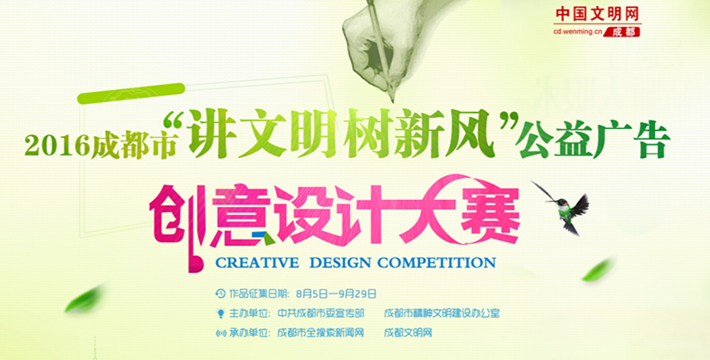 中国文明网
cd.wenming.cn 成都
2016成都市“讲文明树新风”公益广告
创意设计大赛
CREATIVE DESIGN COMPETITION
作品征集日期：8月5日—9月29日
主办单位：中共成都市委宣传部 成都市精神文明建设办公室
承办单位：成都市全搜索新闻网 成都文明网